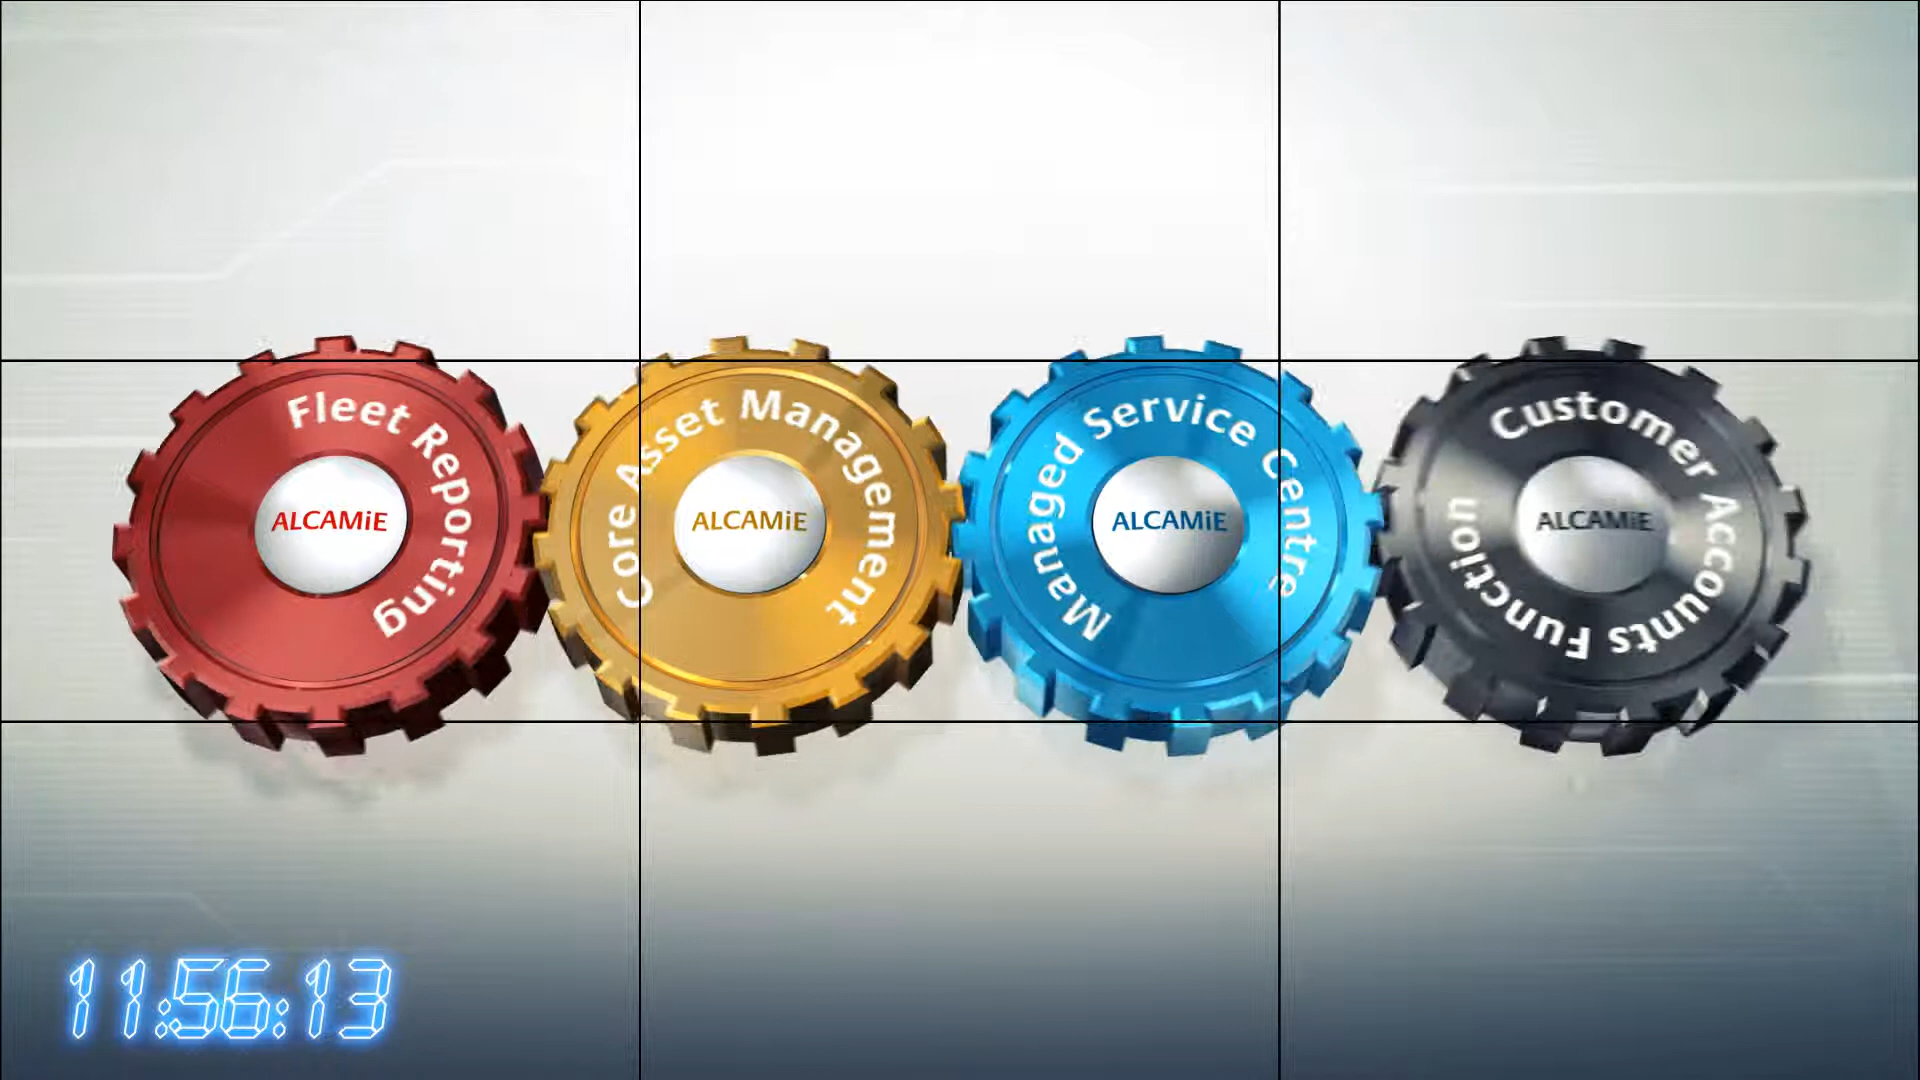 Fleet Reporting
ALCAMiE
Core Asset Management
ALCAMiE
Managed Service Centre
ALCAMiE
Customer Accounts Function
ALCAMiE
11:56:13